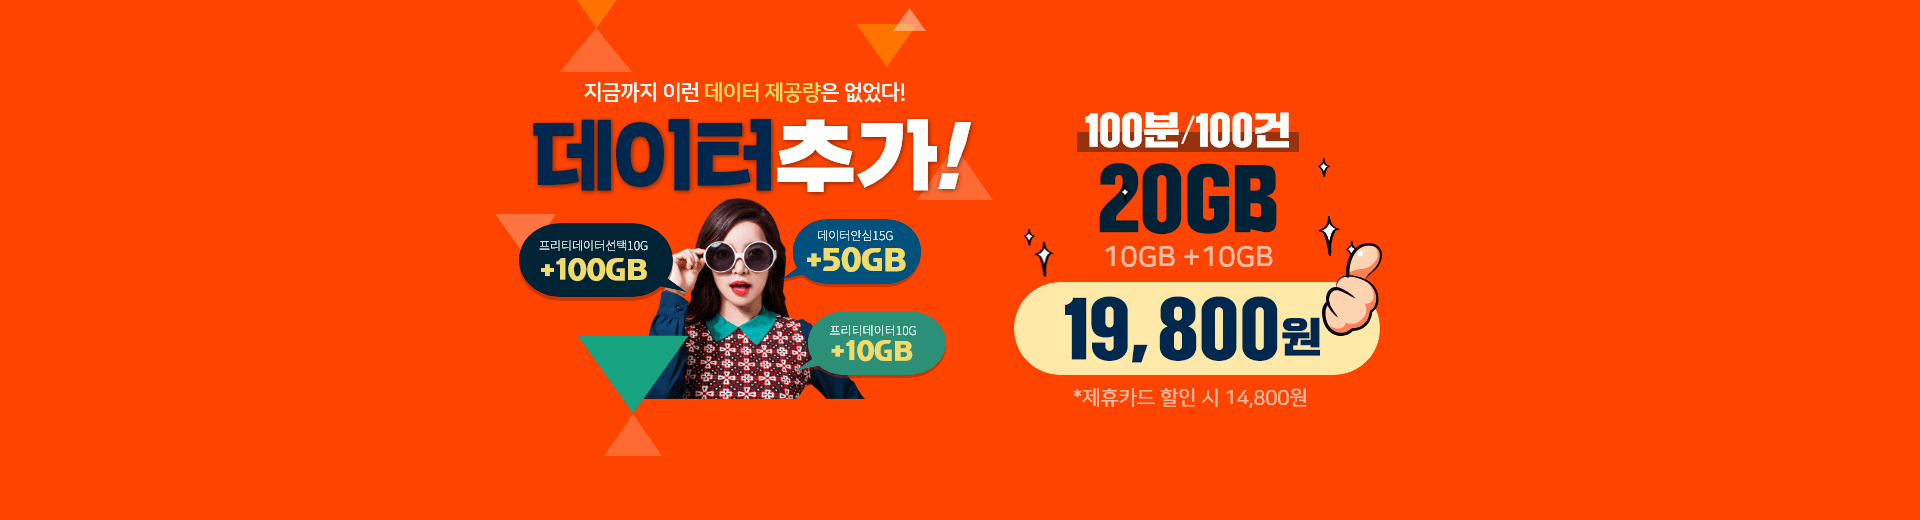 지금까지 이런 데이터 제공량은 없었다!
데이터추가!
프리티데이터선택10G
+100GB
데이터안심15G
+50GB
프리티데이터10G
+10GB
100분/100건
20GB
10GB +10GB
19,800원
*제휴카드 할인 시 14,800원